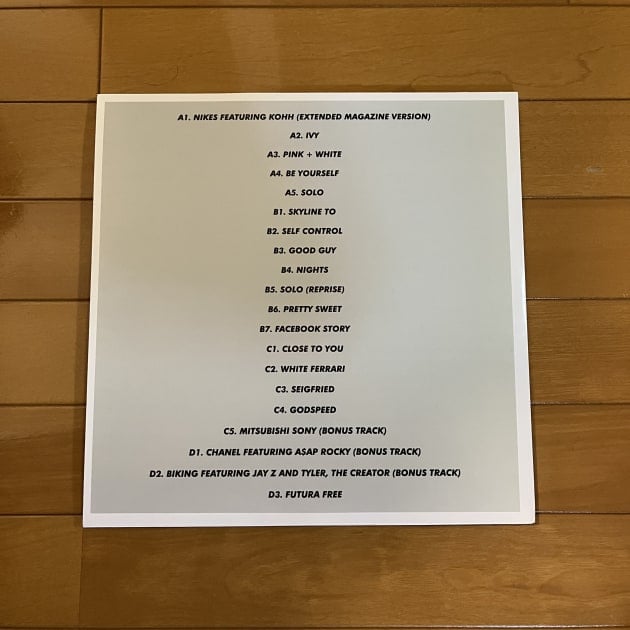 A1. NIKES FEATURING KOHH (EXTENDED MAGAZINE VERSION)
A2. IVY
A3. PINK + WHITE
A4. BE YOURSELF
A5. SOLO
B1. SKYLINE TO
B2. SELF CONTROL
B3. GOOD GUY
B4. NIGHTS
B5. SOLO (REPRISE)
B6. PRETTY SWEET
B7. FACEBOOK STORY
C1. CLOSE TO YOU
C2. WHITE FERRARI
C3. SEIGFRIED
C4. GODSPEED
C5. MITSUBISHI SONY (BONUS TRACK)
D1. CHANEL FEATURING A$AP ROCKY (BONUS TRACK)
D2. BIKING FEATURING JAY Z AND TYLER, THE CREATOR (BONUS TRACK)
D3. FUTURA FREE